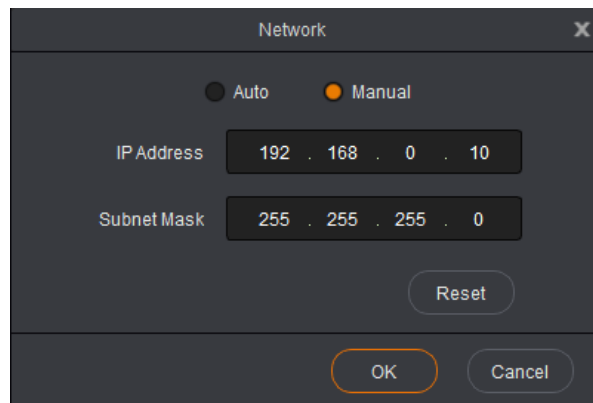 Network X
Auto Manual
IP Address 192 . 168 . 0 . 10
Subnet Mask 255 . 255 . 255 . 0
Reset
OK Cancel